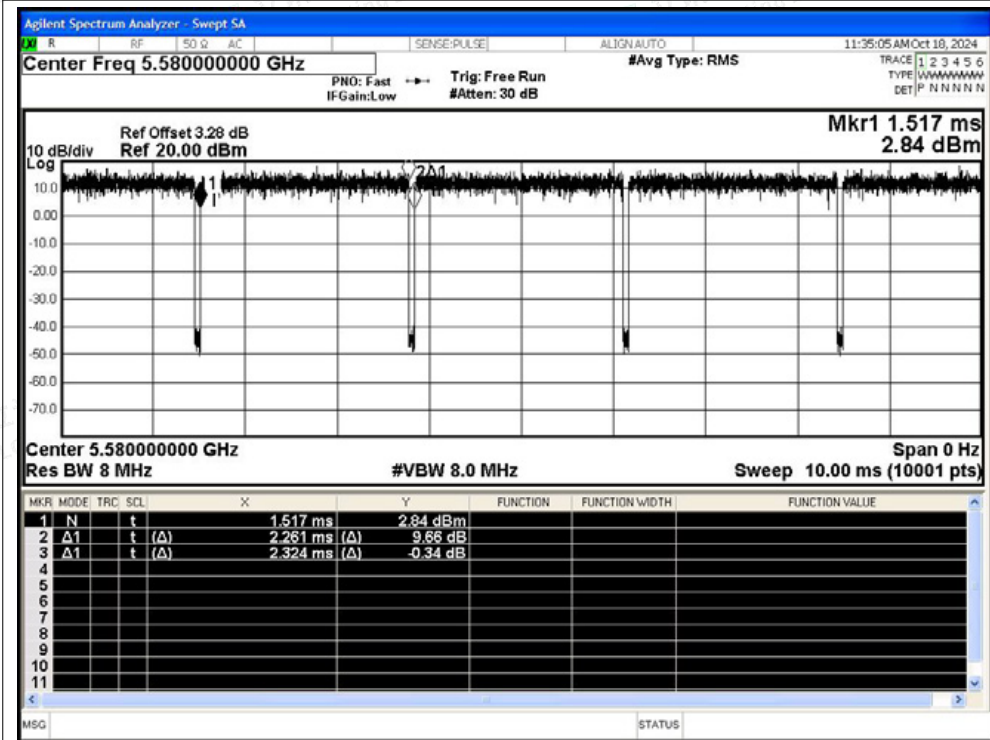 Agilent Spectrum Analyzer - Swept SA
LXI R RF 50 Ω AC SENSE:PULSE ALIGN AUTO 11:35:05 AM Oct 18, 2024
Center Freq 5.580000000 GHz #Avg Type: RMS TRACE 1 2 3 4 5 6
PNO: Fast Trig: Free Run TYPE WWWWWW
IFGain:Low #Atten: 30 dB DET P N N N N N
Mkr1 1.517 ms
Ref Offset 3.28 dB
10 dB/div Ref 20.00 dBm 2.84 dBm
Log
1 2Δ1
10.0
0.00
-10.0
-20.0
-30.0
-40.0
-50.0
-60.0
-70.0
Center 5.580000000 GHz Span 0 Hz
Res BW 8 MHz #VBW 8.0 MHz Sweep 10.00 ms (10001 pts)
MKR MODE TRC SCL X Y FUNCTION FUNCTION WIDTH FUNCTION VALUE
1 N t 1.517 ms 2.84 dBm
2 Δ1 t (Δ) 2.261 ms (Δ) 9.66 dB
3 Δ1 t (Δ) 2.324 ms (Δ) -0.34 dB
4
5
6
7
8
9
10
11
MSG STATUS